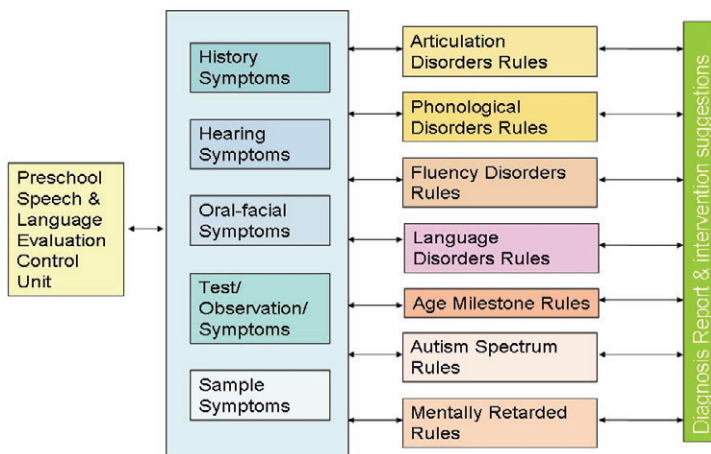 Preschool
Speech &
Language
Evaluation
Control
Unit
History
Symptoms
Hearing
Symptoms
Oral-facial
Symptoms
Test/
Observation/
Symptoms
Sample
Symptoms
Articulation
Disorders Rules
Phonological
Disorders Rules
Fluency Disorders
Rules
Language
Disorders Rules
Age Milestone Rules
Autism Spectrum
Rules
Mentally Retarded
Rules
Diagnosis Report & intervention suggestions